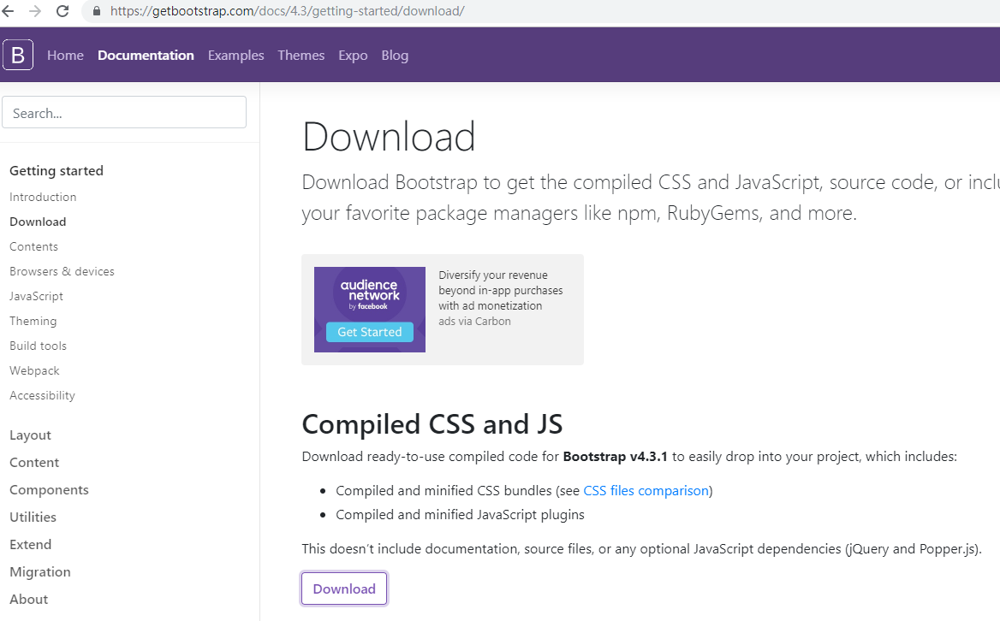 https://getbootstrap.com/docs/4.3/getting-started/download/
B Home Documentation Examples Themes Expo Blog
Search...
Getting started
Introduction
Download
Contents
Browsers & devices
JavaScript
Theming
Build tools
Webpack
Accessibility
Layout
Content
Components
Utilities
Extend
Migration
About
Download
Download Bootstrap to get the compiled CSS and JavaScript, source code, or inclu
your favorite package managers like npm, RubyGems, and more.
audience
network
by facebook
Get Started
Diversify your revenue
beyond in-app purchases
with ad monetization
ads via Carbon
Compiled CSS and JS
Download ready-to-use compiled code for Bootstrap v4.3.1 to easily drop into your project, which includes:
• Compiled and minified CSS bundles (see CSS files comparison)
• Compiled and minified JavaScript plugins
This doesn’t include documentation, source files, or any optional JavaScript dependencies (jQuery and Popper.js).
Download